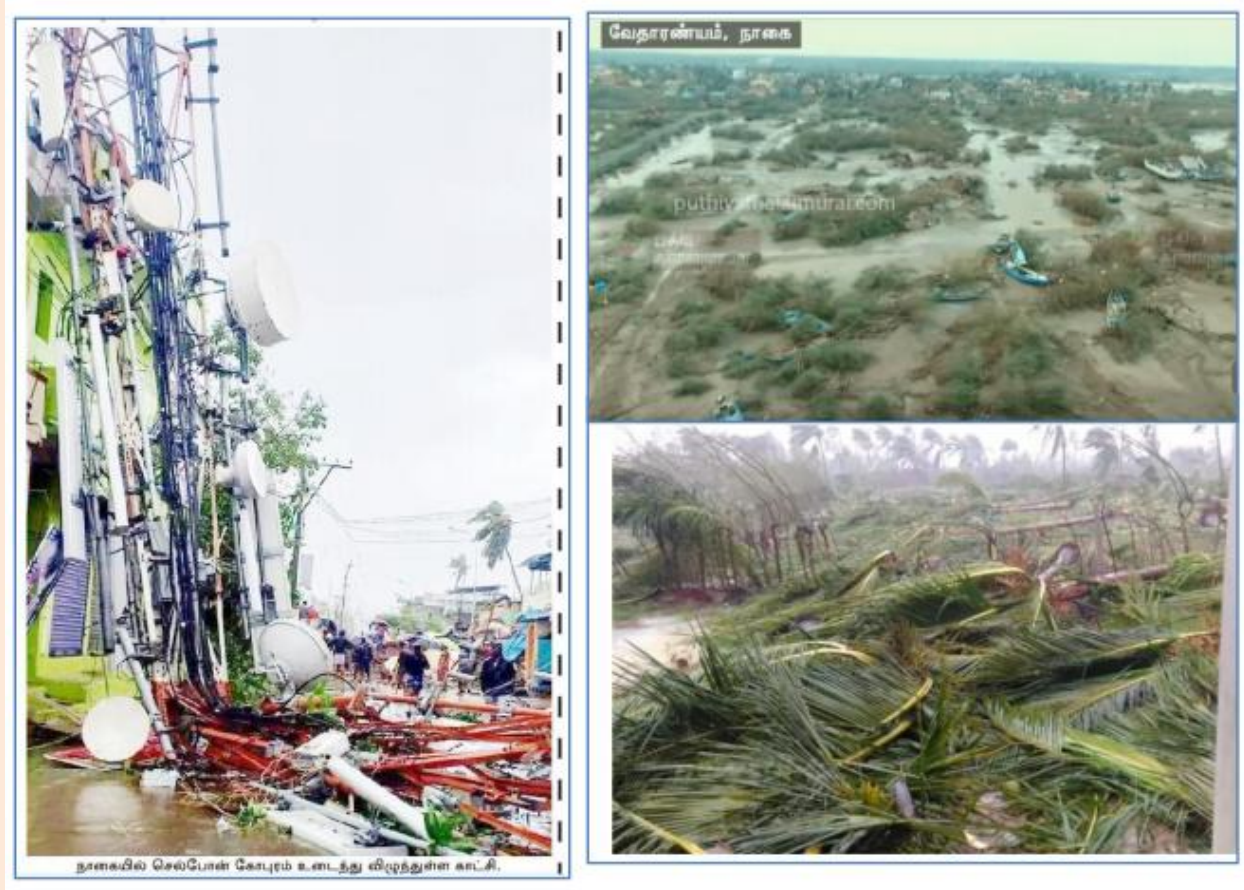 நாகையில் செல்போன் கோபுரம் உடைந்து விழுந்துள்ள காட்சி.
வேதாரண்யம், நாகை
puthiyathalaimurai.com